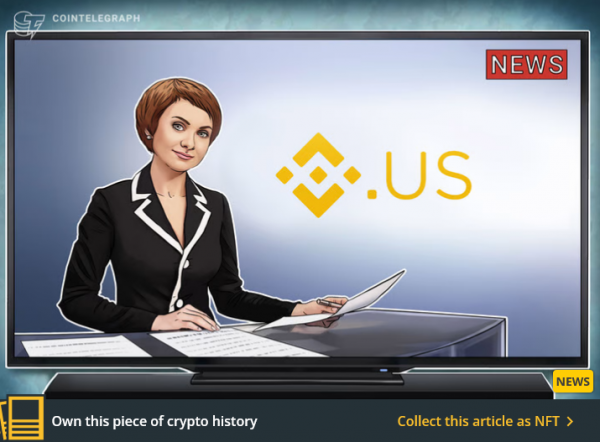 COINTELEGRAPH
NEWS
.US
NEWS
Own this piece of crypto history
Collect this article as NFT >